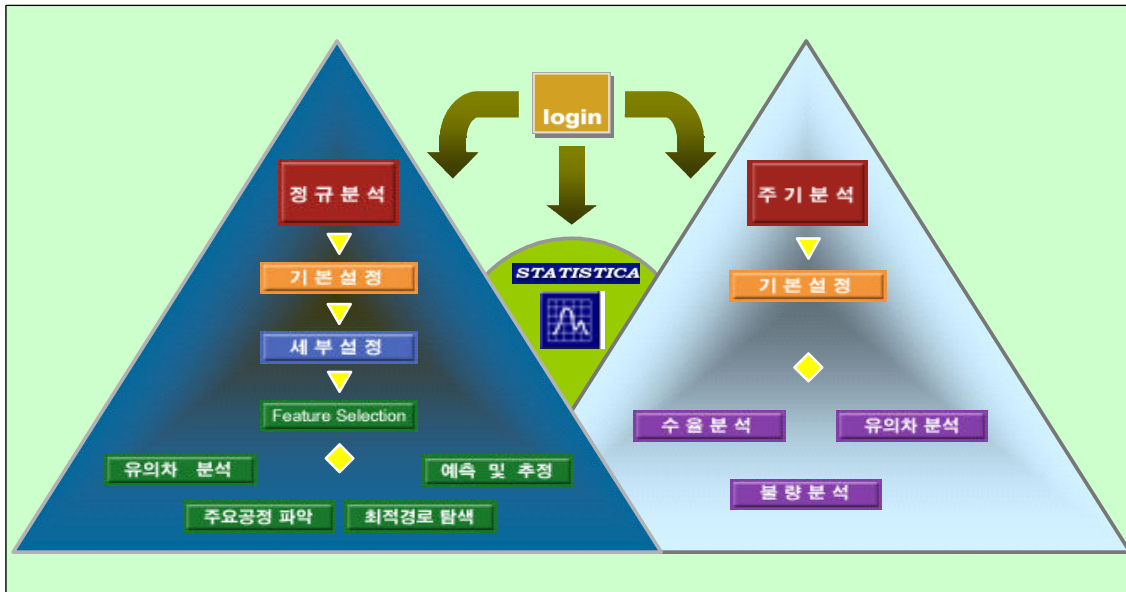 login
정 규 분 석
주 기 분 석
기 본 설 정
STATISTICA
기 본 설 정
세 부 설 정
Feature Selection
수 율 분 석
유의차 분석
유의차 분석
예측 및 추정
불 량 분 석
주요공정 파악
최적경로 탐색